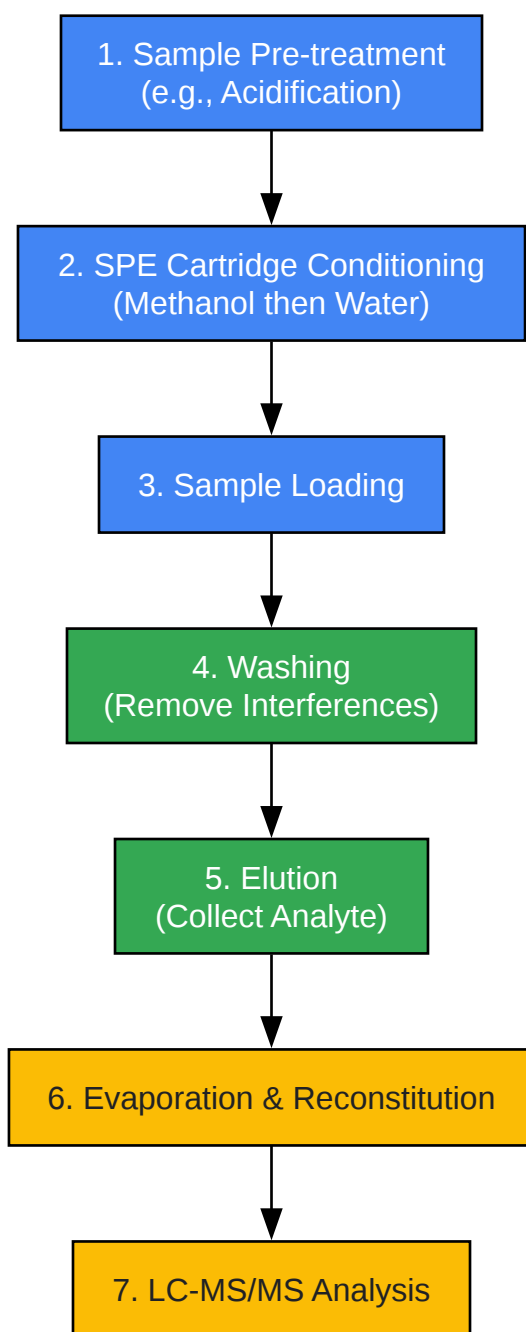 1. Sample Pre-treatment
(e.g., Acidification)
2. SPE Cartridge Conditioning
(Methanol then Water)
3. Sample Loading
4. Washing
(Remove Interferences)
5. Elution
(Collect Analyte)
6. Evaporation & Reconstitution
7. LC-MS/MS Analysis